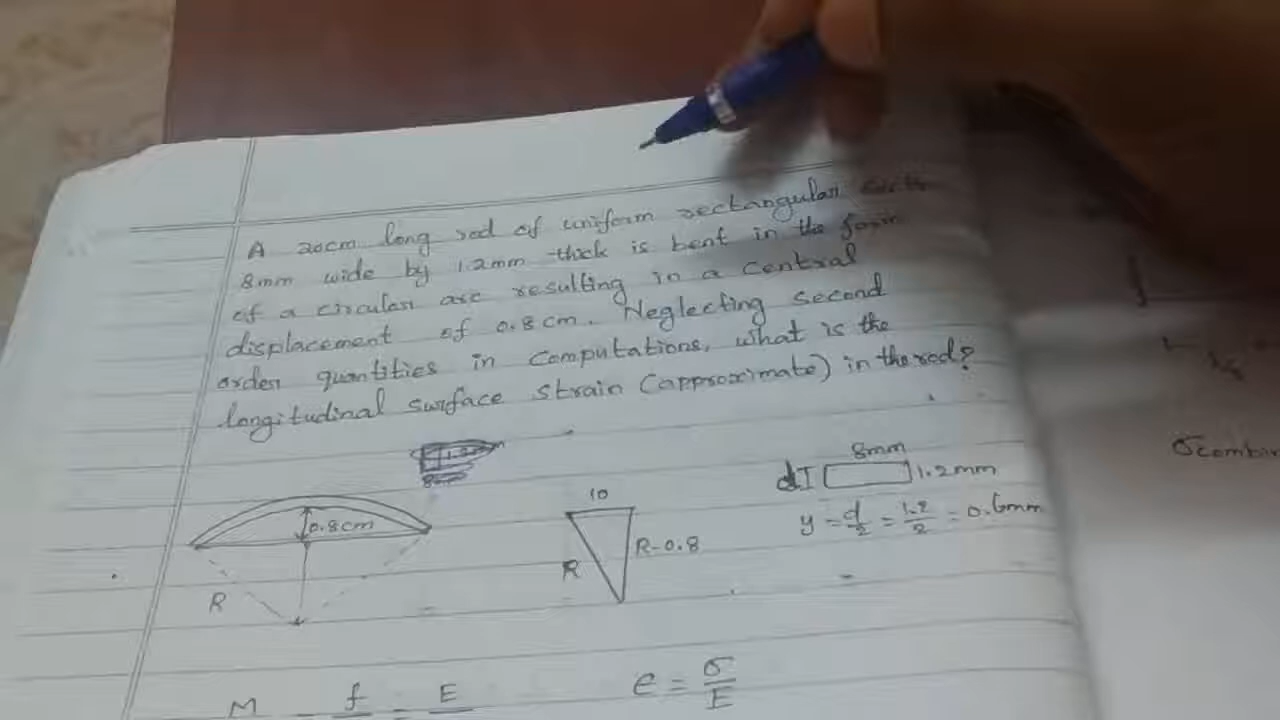 A 20cm long rod of uniform rectangular
8mm wide by 1.2mm thick is bent in the form
of a circular arc resulting in a central
displacement of 0.8cm. Neglecting second
order quantities in computations, what is the
longitudinal surface strain (approximate) in the rod?
8mm
dI 1.2mm
y = d/2 = 1.2/2 = 0.6mm
0.8cm
R
10
R
R-0.8
M = f = E
e = σ/E
σcombin